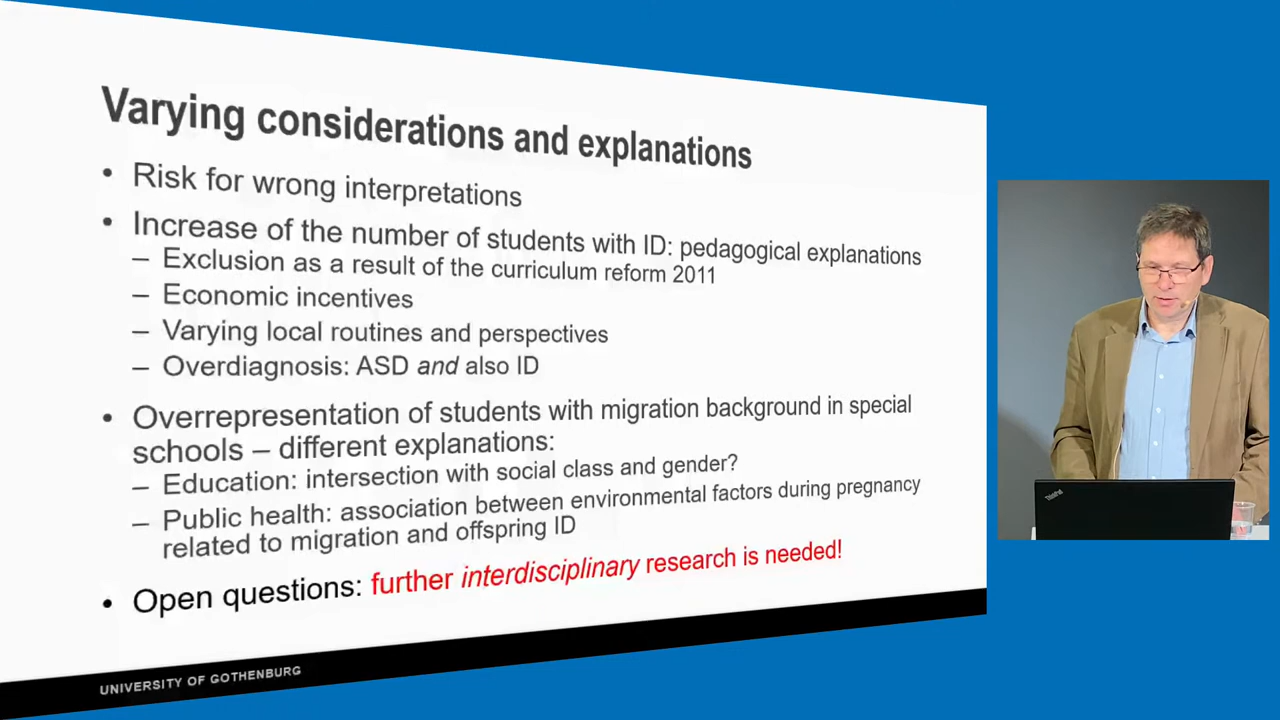 Varying considerations and explanations
• Risk for wrong interpretations
• Increase of the number of students with ID: pedagogical explanations
– Exclusion as a result of the curriculum reform 2011
– Economic incentives
– Varying local routines and perspectives
– Overdiagnosis: ASD and also ID
• Overrepresentation of students with migration background in special
schools – different explanations:
– Education: intersection with social class and gender?
– Public health: association between environmental factors during pregnancy
related to migration and offspring ID
• Open questions: further interdisciplinary research is needed!
UNIVERSITY OF GOTHENBURG
ThinkPad